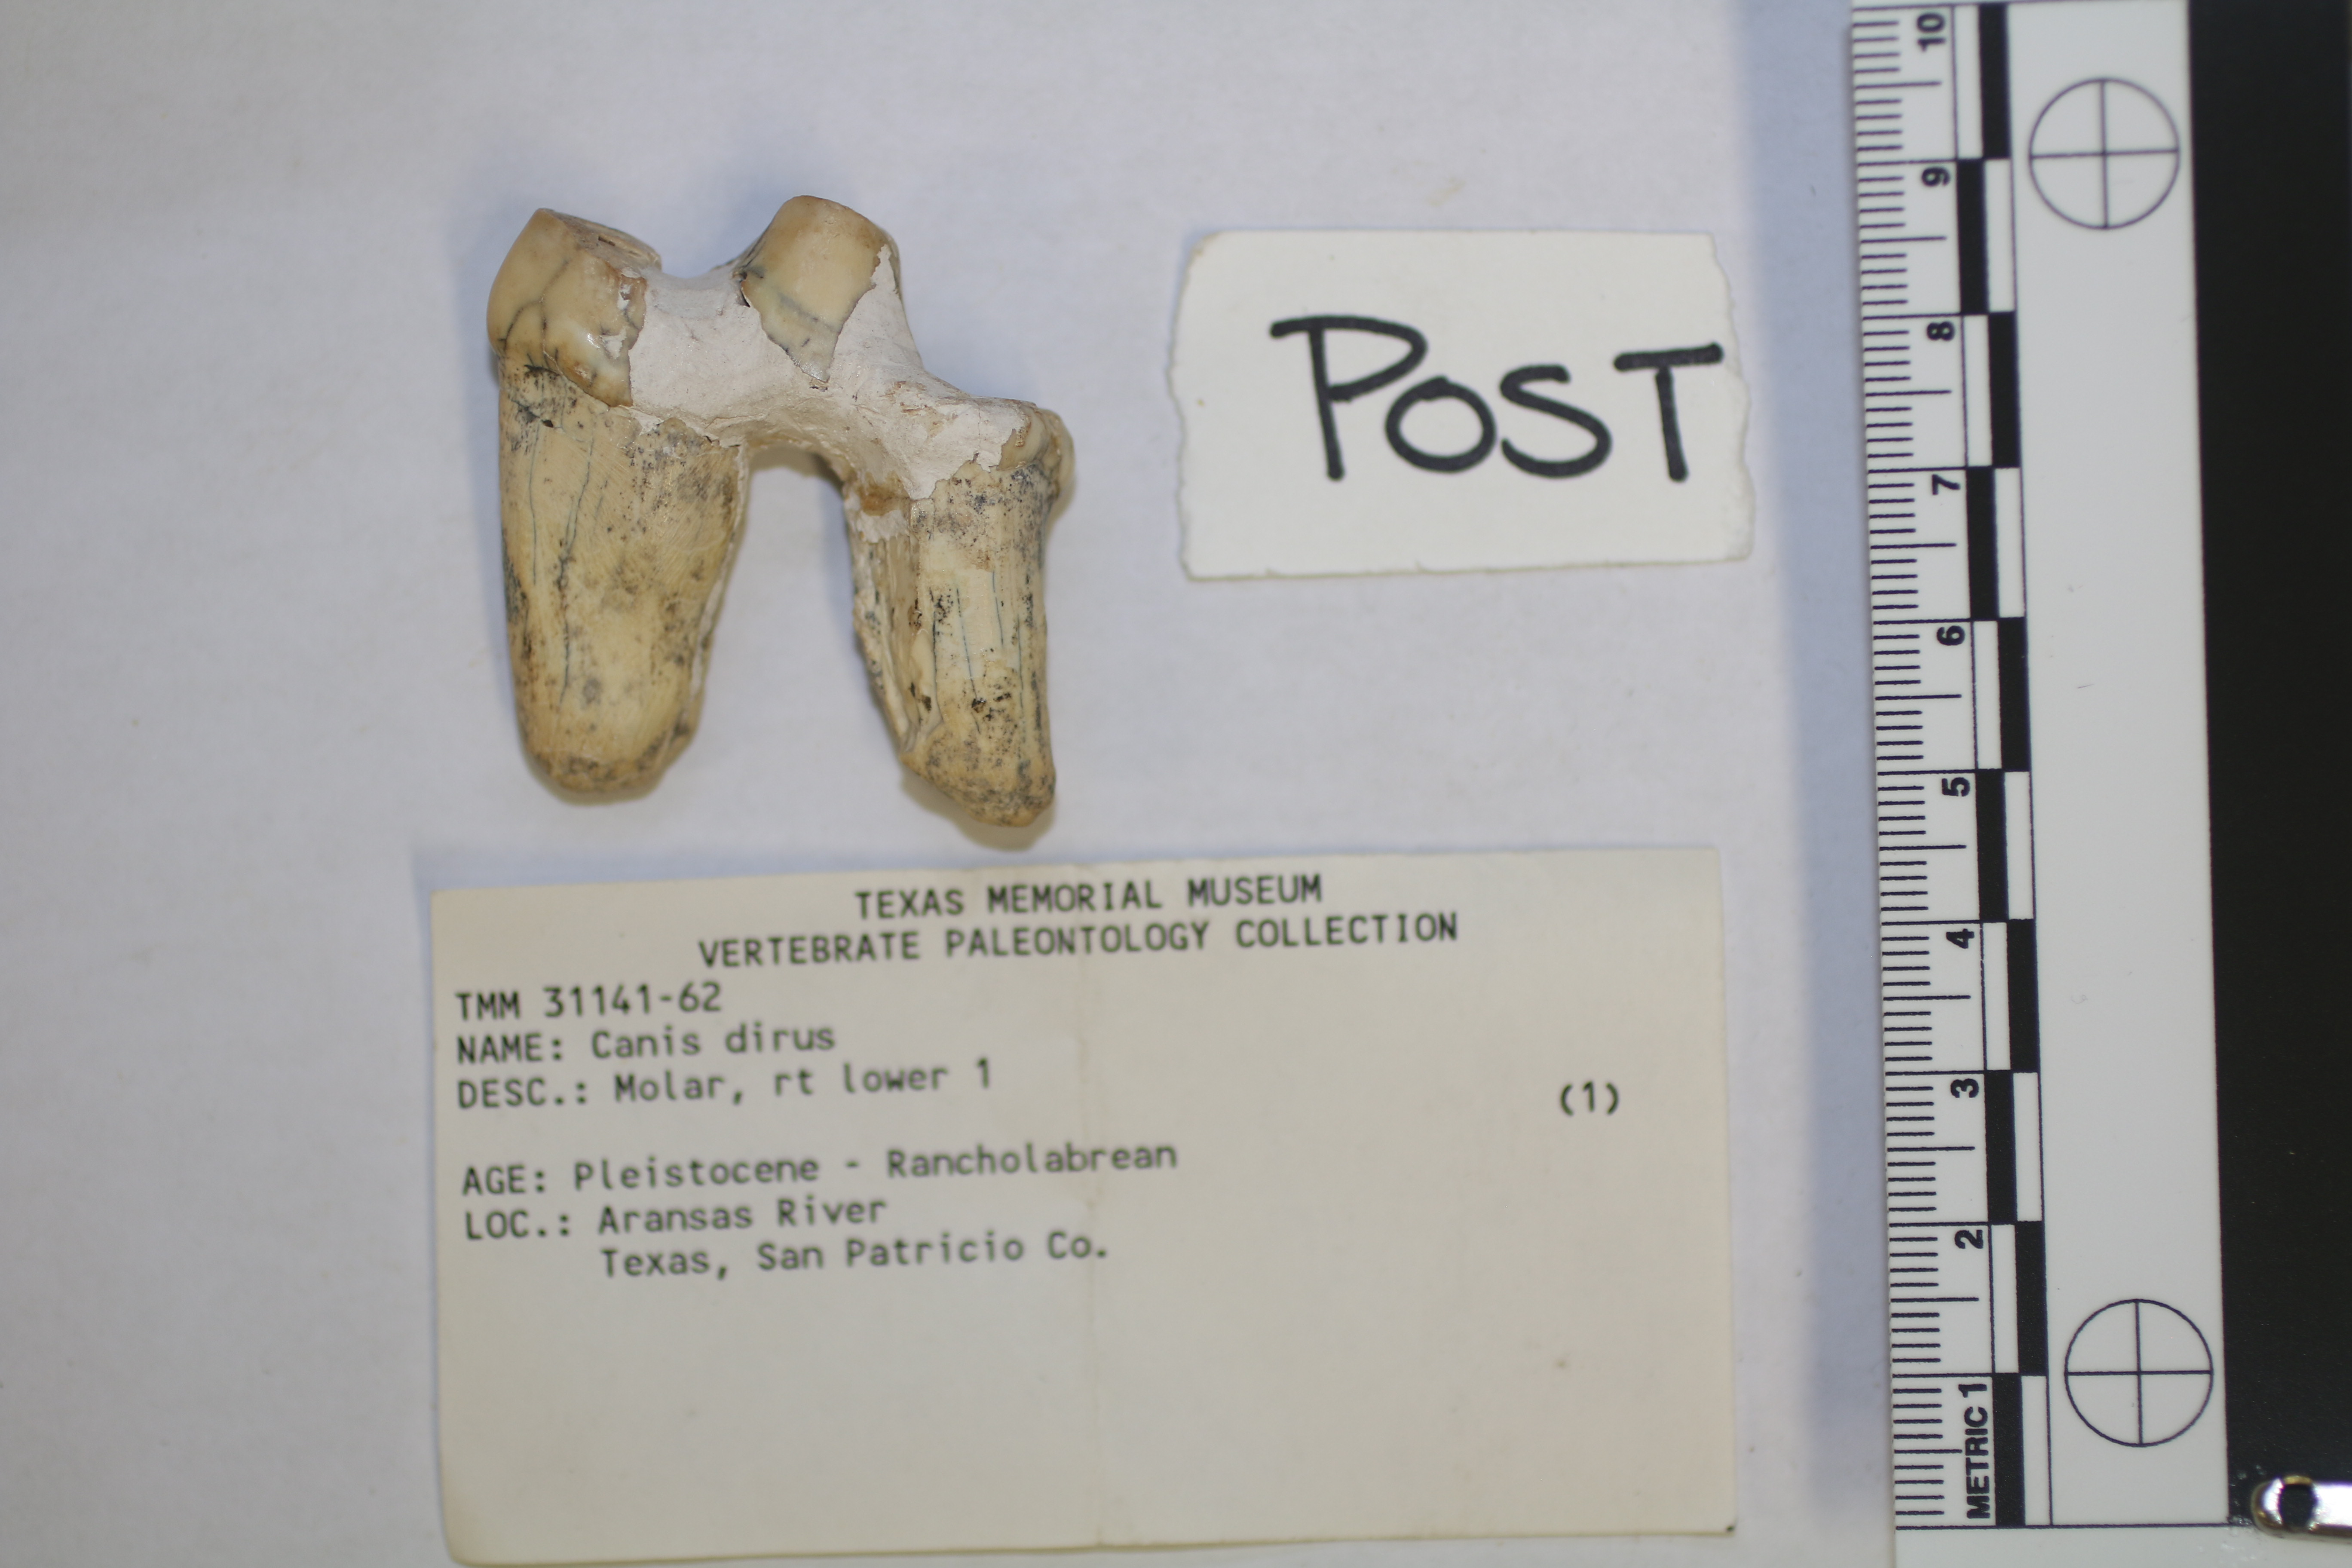 POST
TEXAS MEMORIAL MUSEUM
VERTEBRATE PALEONTOLOGY COLLECTION
TMM 31141-62
NAME: Canis dirus
DESC.: Molar, rt lower 1
(1)
AGE: Pleistocene - Rancholabrean
LOC.: Aransas River
Texas, San Patricio Co.
10
9
8
7
6
5
4
3
2
METRIC 1